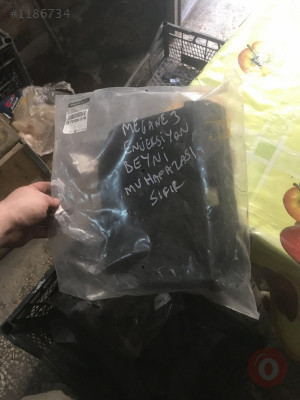 #1186734
MEGANE 3
ENJEKSİYON
BEYNİ
MUHAFAZASI
SIFIR